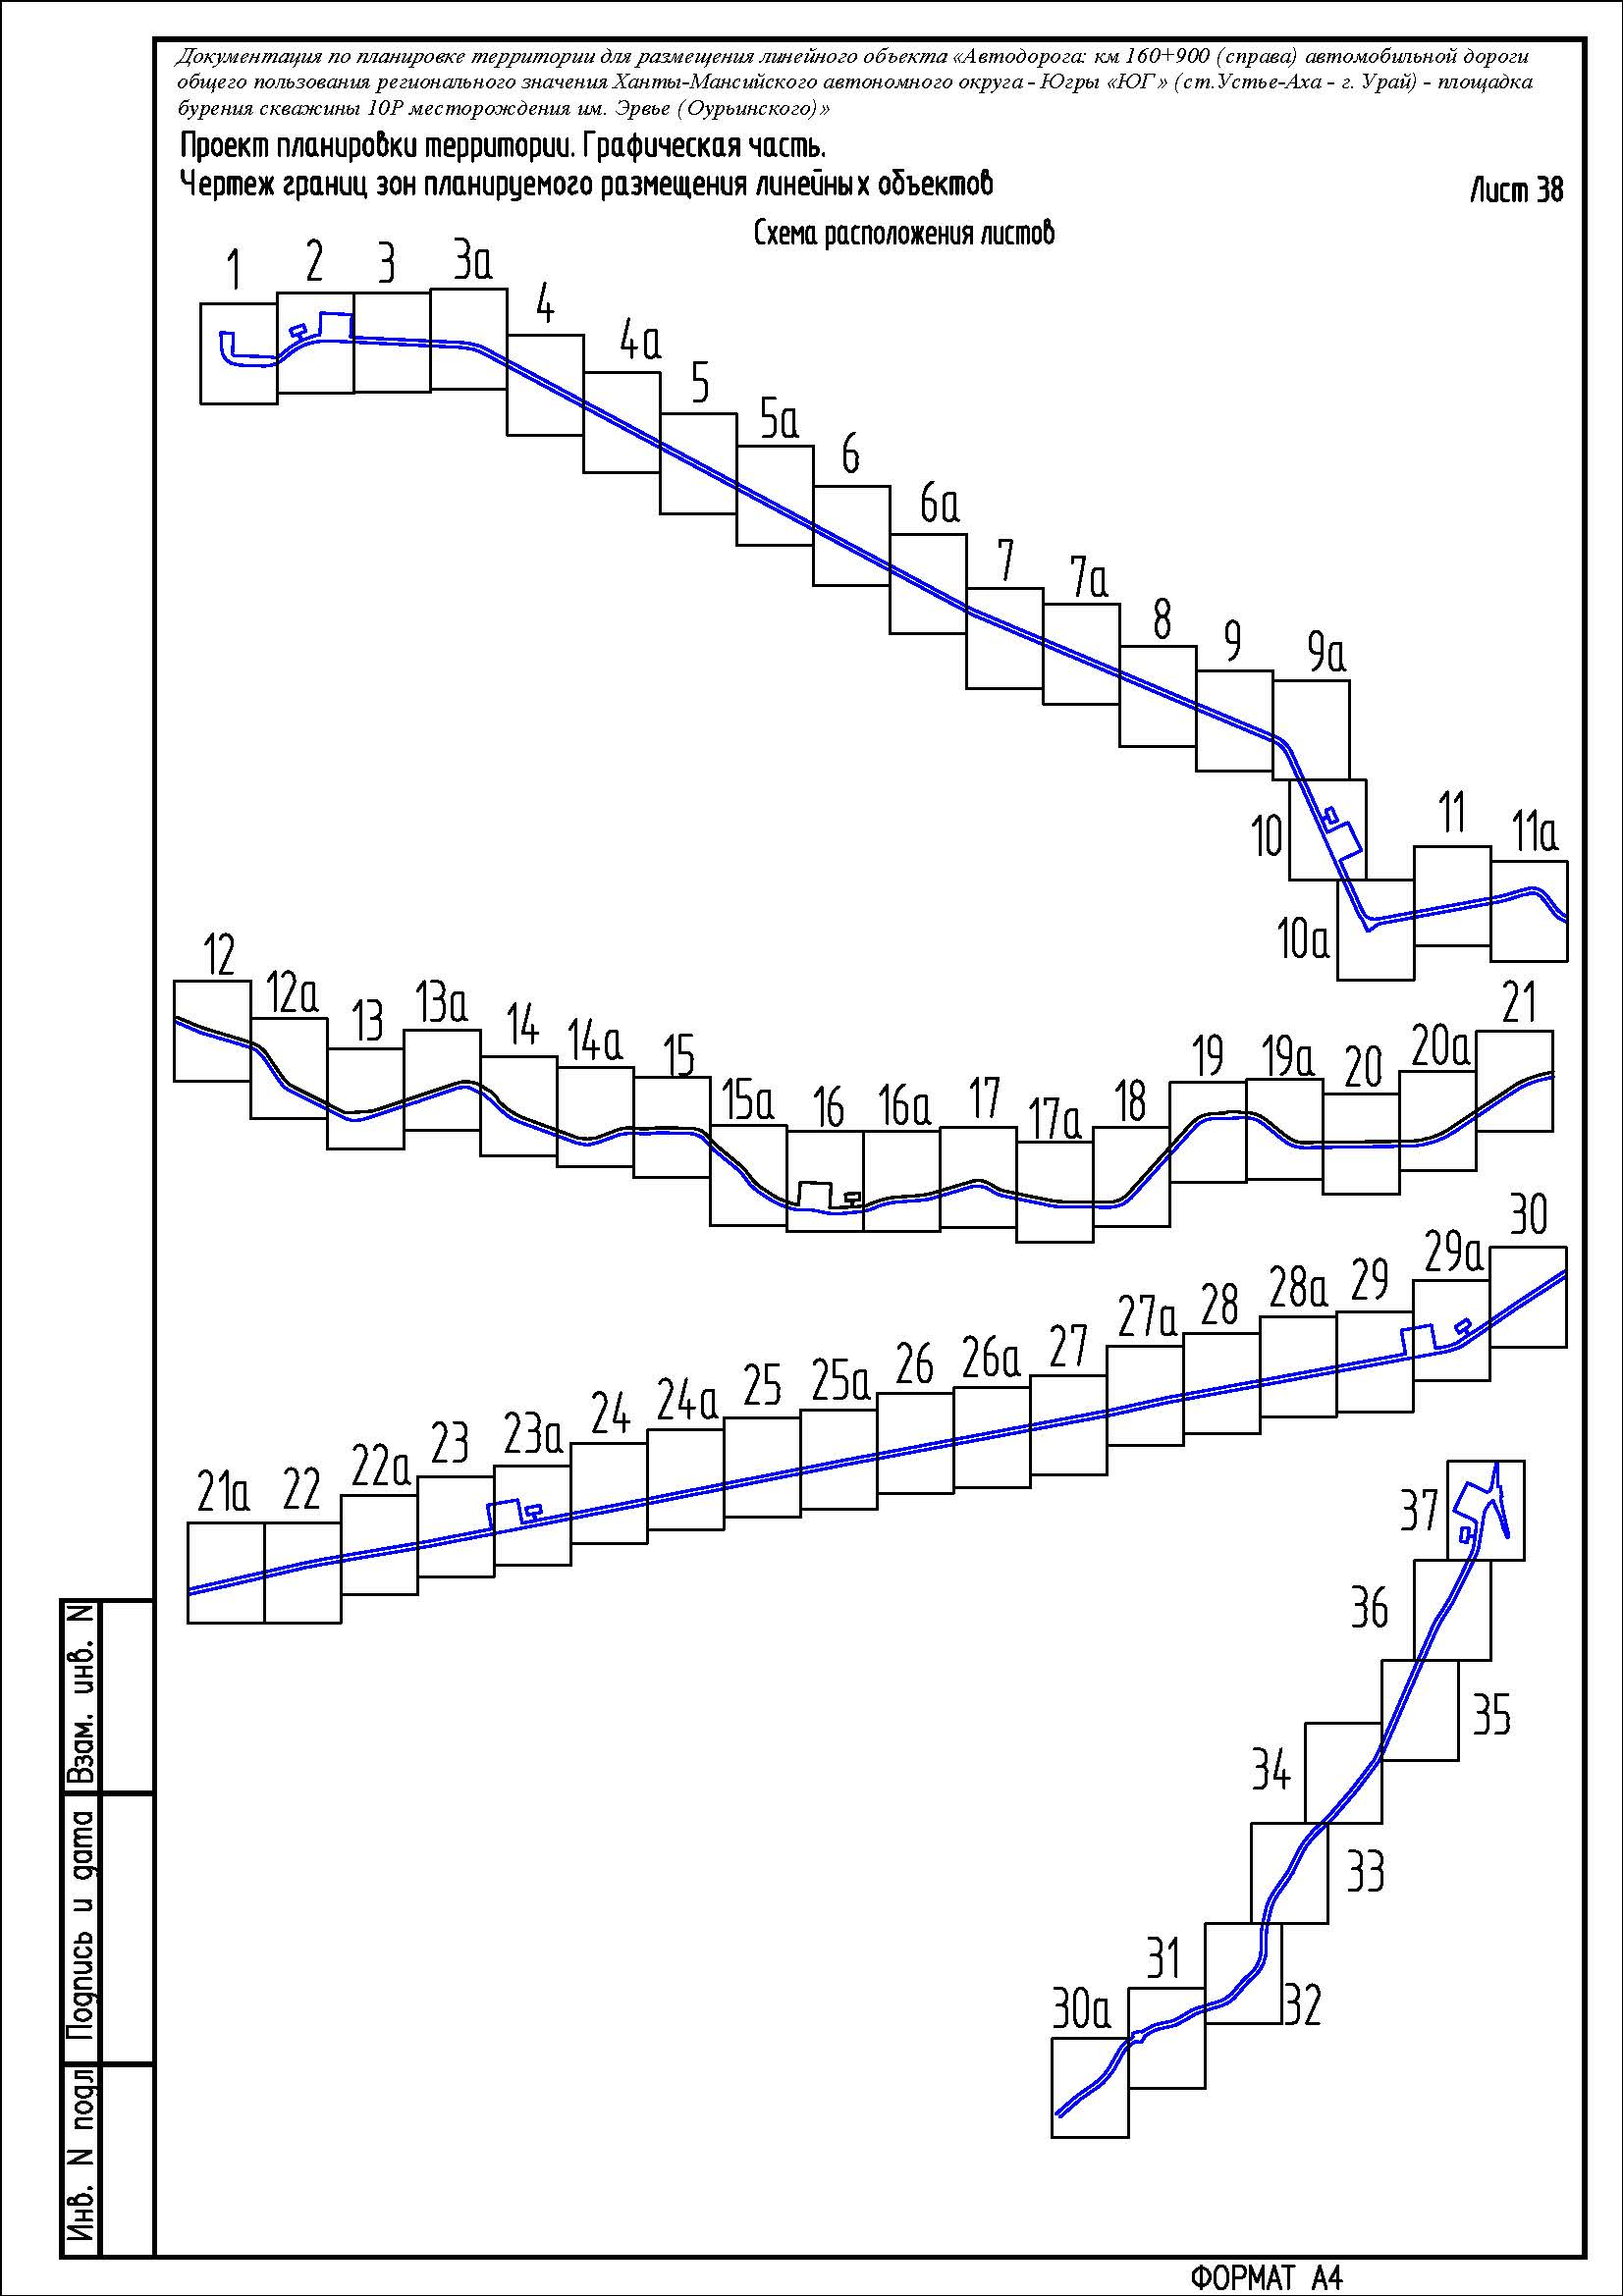 Документация по планировке территории для размещения линейного объекта «Автодорога: км 160+900 (справа) автомобильной дороги
общего пользования регионального значения Ханты-Мансийского автономного округа - Югры «ЮГ» (ст.Устье-Аха - г. Урай) - площадка
бурения скважины 10Р месторождения им. Эрвье (Оурьинского)»
Проект планировки территории. Графическая часть.
Чертеж границ зон планируемого размещения линейных объектов
Лист 38
Схема расположения листов
1
2
3
3а
4
4а
5
5а
6
6а
7
7а
8
9
9а
10
10а
11
11а
12
12а
13
13а
14
14а
15
15а
16
16а
17
17а
18
19
19а
20
20а
21
21а
22
22а
23
23а
24
24а
25
25а
26
26а
27
27а
28
28а
29
29а
30
30а
31
32
33
34
35
36
37
Взам. инв. N
Подпись и дата
Инв. N подл
ФОРМАТ А4